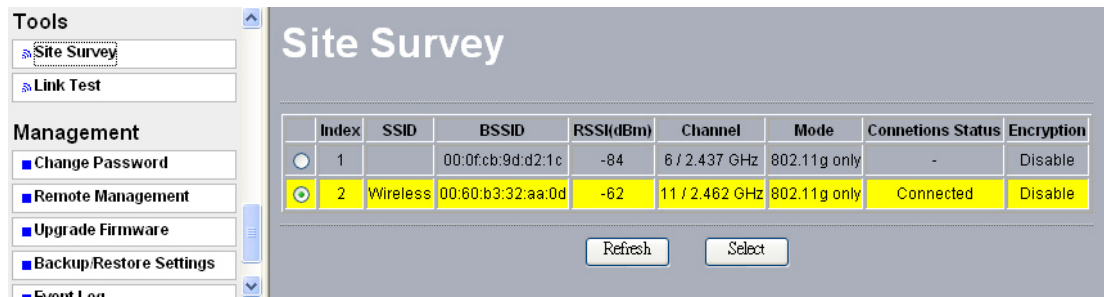 Tools
Site Survey
Link Test
Management
Change Password
Remote Management
Upgrade Firmware
Backup/Restore Settings
Event Log
Site Survey
Index SSID BSSID RSSI(dBm) Channel Mode Connetions Status Encryption
1 00:0f:cb:9d:d2:1c -84 6 / 2.437 GHz 802.11g only - Disable
2 Wireless 00:60:b3:32:aa:0d -62 11 / 2.462 GHz 802.11g only Connected Disable
Refresh Select